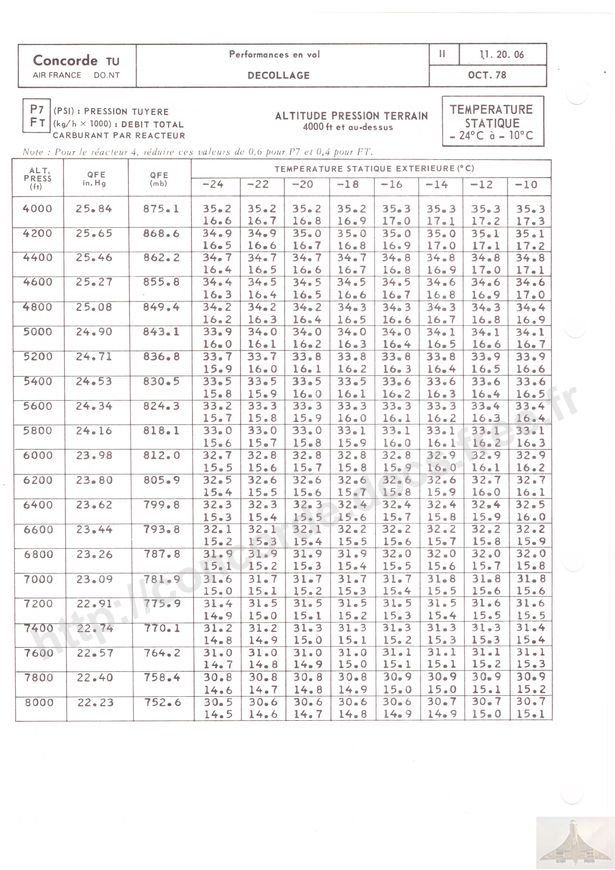 Concorde TU
AIR FRANCE DO.NT
Performances en vol
DECOLLAGE
II
11. 20. 06
OCT. 78
P7
FT
(PSI) : PRESSION TUYERE
(kg/h × 1000) : DEBIT TOTAL
CARBURANT PAR REACTEUR
ALTITUDE PRESSION TERRAIN
4000 ft et au-dessus
TEMPERATURE
STATIQUE
– 24°C à – 10°C
Note : Pour le réacteur 4, réduire ces valeurs de 0,6 pour P7 et 0,4 pour FT.
ALT. PRESS (ft) QFE in.Hg QFE (mb) TEMPERATURE STATIQUE EXTERIEURE (°C)
–24 –22 –20 –18 –16 –14 –12 –10
4000 25.84 875.1 35.2 35.2 35.2 35.2 35.3 35.3 35.3 35.3
16.6 16.7 16.8 16.9 17.0 17.1 17.2 17.3
4200 25.65 868.6 34.9 34.9 35.0 35.0 35.0 35.0 35.1 35.1
16.5 16.6 16.7 16.8 16.9 17.0 17.1 17.2
4400 25.46 862.2 34.7 34.7 34.7 34.7 34.8 34.8 34.8 34.8
16.4 16.5 16.6 16.7 16.8 16.9 17.0 17.1
4600 25.27 855.8 34.4 34.5 34.5 34.5 34.5 34.6 34.6 34.6
16.3 16.4 16.5 16.6 16.7 16.8 16.9 17.0
4800 25.08 849.4 34.2 34.2 34.2 34.3 34.3 34.3 34.3 34.4
16.2 16.3 16.4 16.5 16.6 16.7 16.8 16.9
5000 24.90 843.1 33.9 34.0 34.0 34.0 34.0 34.1 34.1 34.1
16.0 16.1 16.2 16.3 16.4 16.5 16.6 16.7
5200 24.71 836.8 33.7 33.7 33.8 33.8 33.8 33.8 33.9 33.9
15.9 16.0 16.1 16.2 16.3 16.4 16.5 16.6
5400 24.53 830.5 33.5 33.5 33.5 33.5 33.6 33.6 33.6 33.6
15.8 15.9 16.0 16.1 16.2 16.3 16.4 16.5
5600 24.34 824.3 33.2 33.3 33.3 33.3 33.3 33.3 33.4 33.4
15.7 15.8 15.9 16.0 16.1 16.2 16.3 16.4
5800 24.16 818.1 33.0 33.0 33.0 33.1 33.1 33.1 33.1 33.1
15.6 15.7 15.8 15.9 16.0 16.1 16.2 16.3
6000 23.98 812.0 32.7 32.8 32.8 32.8 32.8 32.9 32.9 32.9
15.5 15.6 15.7 15.8 15.9 16.0 16.1 16.2
6200 23.80 805.9 32.5 32.6 32.6 32.6 32.6 32.6 32.7 32.7
15.4 15.5 15.6 15.7 15.8 15.9 16.0 16.1
6400 23.62 799.8 32.3 32.3 32.3 32.4 32.4 32.4 32.4 32.5
15.3 15.4 15.5 15.6 15.7 15.8 15.9 16.0
6600 23.44 793.8 32.1 32.1 32.1 32.2 32.2 32.2 32.2 32.2
15.2 15.3 15.4 15.5 15.6 15.7 15.8 15.9
6800 23.26 787.8 31.9 31.9 31.9 31.9 32.0 32.0 32.0 32.0
15.1 15.2 15.3 15.4 15.5 15.6 15.7 15.8
7000 23.09 781.9 31.6 31.7 31.7 31.7 31.7 31.8 31.8 31.8
15.0 15.1 15.2 15.3 15.4 15.5 15.6 15.6
7200 22.91 775.9 31.4 31.5 31.5 31.5 31.5 31.5 31.6 31.6
14.9 15.0 15.1 15.2 15.3 15.4 15.5 15.5
7400 22.74 770.1 31.2 31.2 31.3 31.3 31.3 31.3 31.3 31.4
14.8 14.9 15.0 15.1 15.2 15.3 15.3 15.4
7600 22.57 764.2 31.0 31.0 31.0 31.1 31.1 31.1 31.1 31.1
14.7 14.8 14.9 15.0 15.1 15.1 15.2 15.3
7800 22.40 758.4 30.8 30.8 30.8 30.8 30.9 30.9 30.9 30.9
14.6 14.7 14.8 14.9 15.0 15.0 15.1 15.2
8000 22.23 752.6 30.5 30.6 30.6 30.6 30.6 30.7 30.7 30.7
14.5 14.6 14.7 14.8 14.9 14.9 15.0 15.1